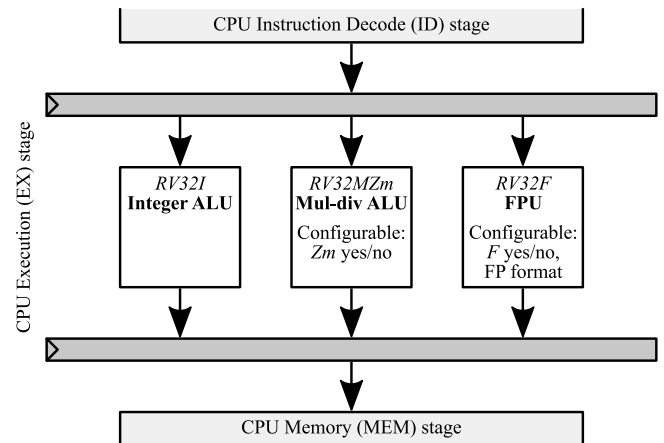 CPU Instruction Decode (ID) stage
CPU Execution (EX) stage
RV32I
Integer ALU
RV32MZm
Mul-div ALU
Configurable:
Zm yes/no
RV32F
FPU
Configurable:
F yes/no,
FP format
CPU Memory (MEM) stage